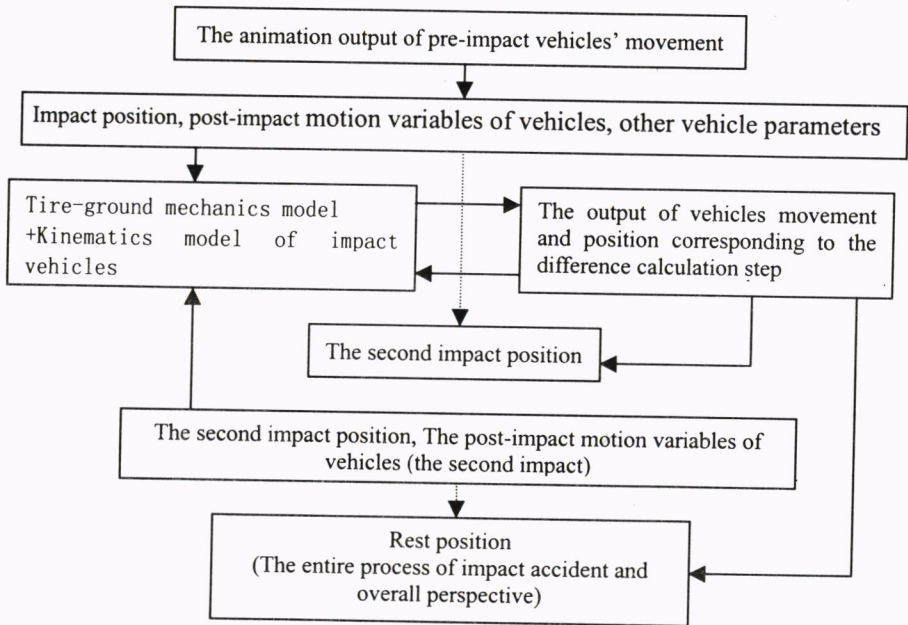 The animation output of pre-impact vehicles' movement
Impact position, post-impact motion variables of vehicles, other vehicle parameters
Tire-ground mechanics model
+Kinematics model of impact
vehicles
The output of vehicles movement
and position corresponding to the
difference calculation step
The second impact position
The second impact position, The post-impact motion variables of
vehicles (the second impact)
Rest position
(The entire process of impact accident and
overall perspective)